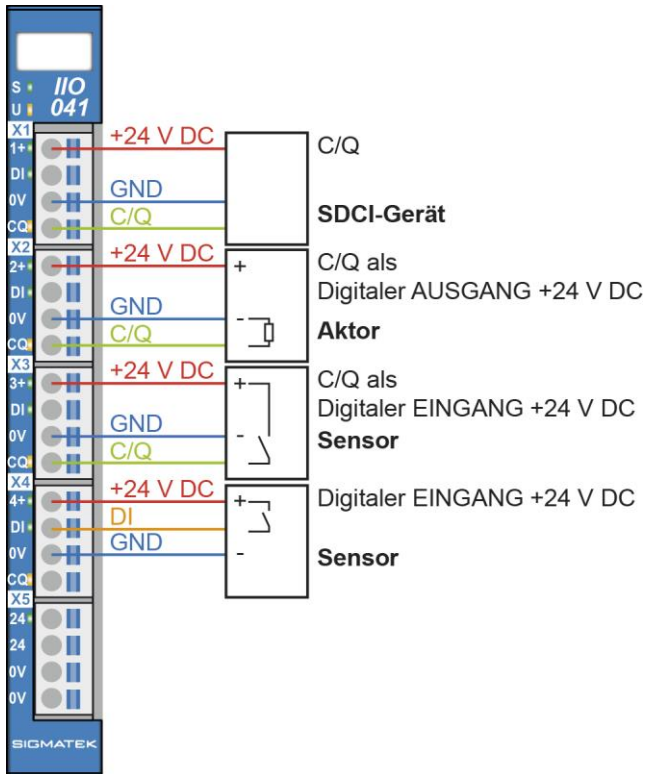 S IIO
U 041
X1
1+
DI
0V
CQ
+24 V DC
GND
C/Q
C/Q
SDCI-Gerät
X2
2+
DI
0V
CQ
+24 V DC
GND
C/Q
+
-
C/Q als
Digitaler AUSGANG +24 V DC
Aktor
X3
3+
DI
0V
CQ
+24 V DC
GND
C/Q
+
-
C/Q als
Digitaler EINGANG +24 V DC
Sensor
X4
4+
DI
0V
CQ
+24 V DC
DI
GND
+
-
Digitaler EINGANG +24 V DC
Sensor
X5
24
24
0V
0V
SIGMATEK